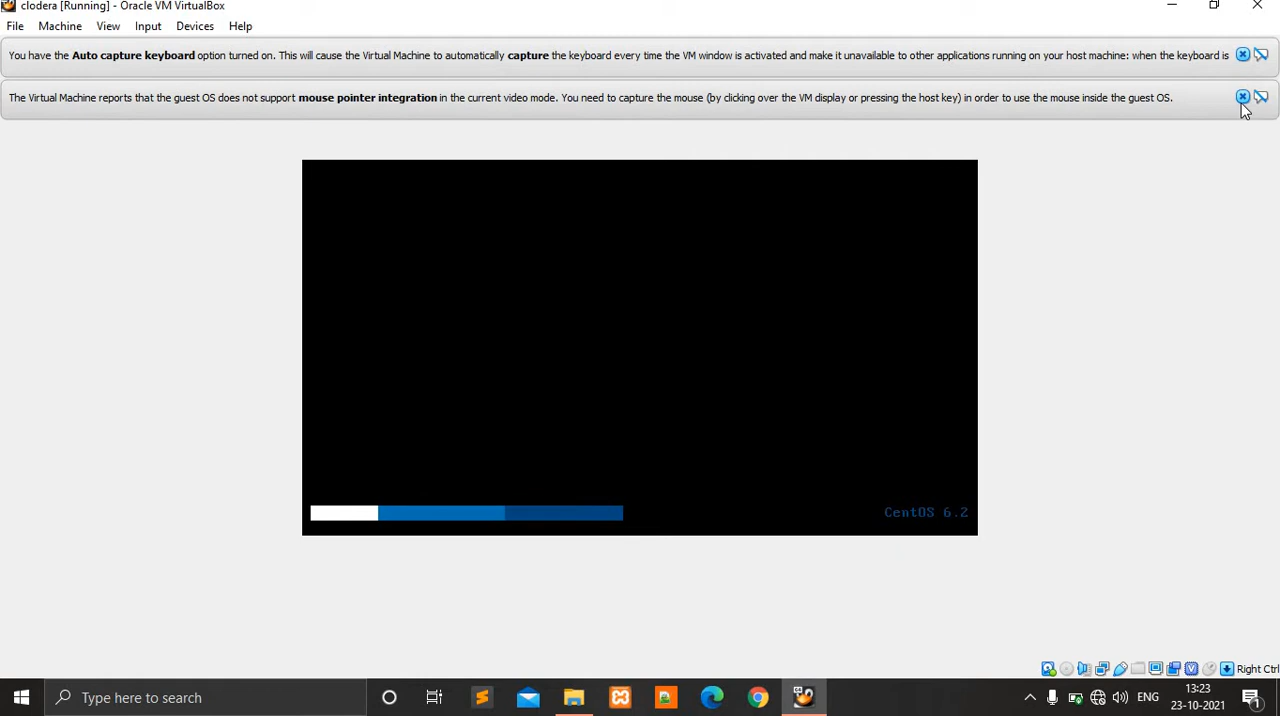 clodera [Running] - Oracle VM VirtualBox
File Machine View Input Devices Help
You have the Auto capture keyboard option turned on. This will cause the Virtual Machine to automatically capture the keyboard every time the VM window is activated and make it unavailable to other applications running on your host machine: when the keyboard is
The Virtual Machine reports that the guest OS does not support mouse pointer integration in the current video mode. You need to capture the mouse (by clicking over the VM display or pressing the host key) in order to use the mouse inside the guest OS.
CentOS 6.2
Right Ctrl
Type here to search
ENG
13:23
23-10-2021
1